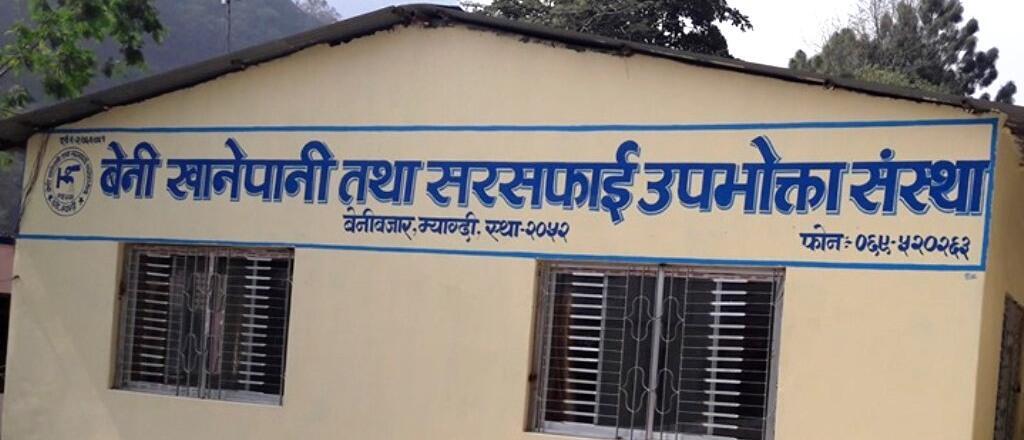 बेनी खानेपानी तथा सरसफाई उपभोक्ता संस्था
बेनीबजार, म्याग्दी, स्था-२०५२
फोनः- ०६९-५२०२६३